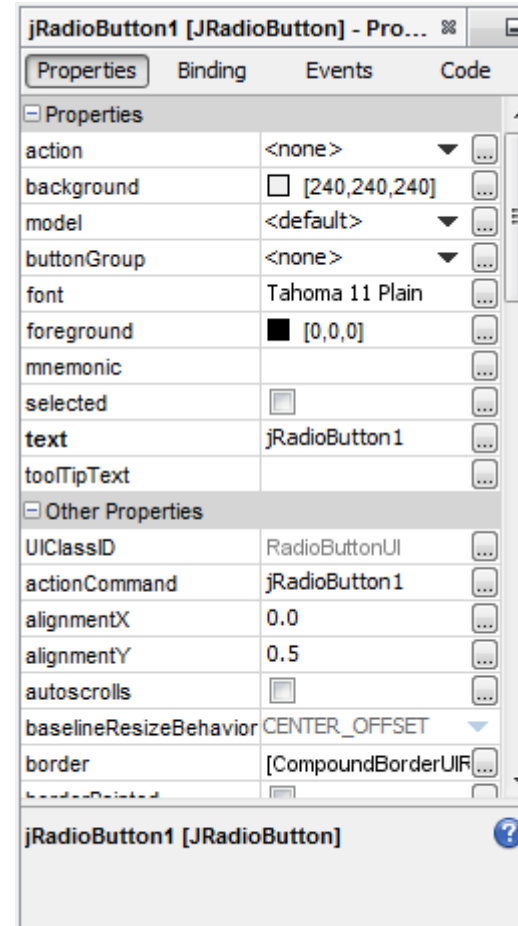 jRadioButton1 [JRadioButton] - Pro...
Properties Binding Events Code
Properties
action <none> ...
background [240,240,240] ...
model <default> ...
buttonGroup <none> ...
font Tahoma 11 Plain ...
foreground [0,0,0] ...
mnemonic ...
selected ...
text jRadioButton1 ...
toolTipText ...
Other Properties
UIClassID RadioButtonUI ...
actionCommand jRadioButton1 ...
alignmentX 0.0 ...
alignmentY 0.5 ...
autoscrolls ...
baselineResizeBehavior CENTER_OFFSET
border [CompoundBorderUIR ...
jRadioButton1 [JRadioButton] ?